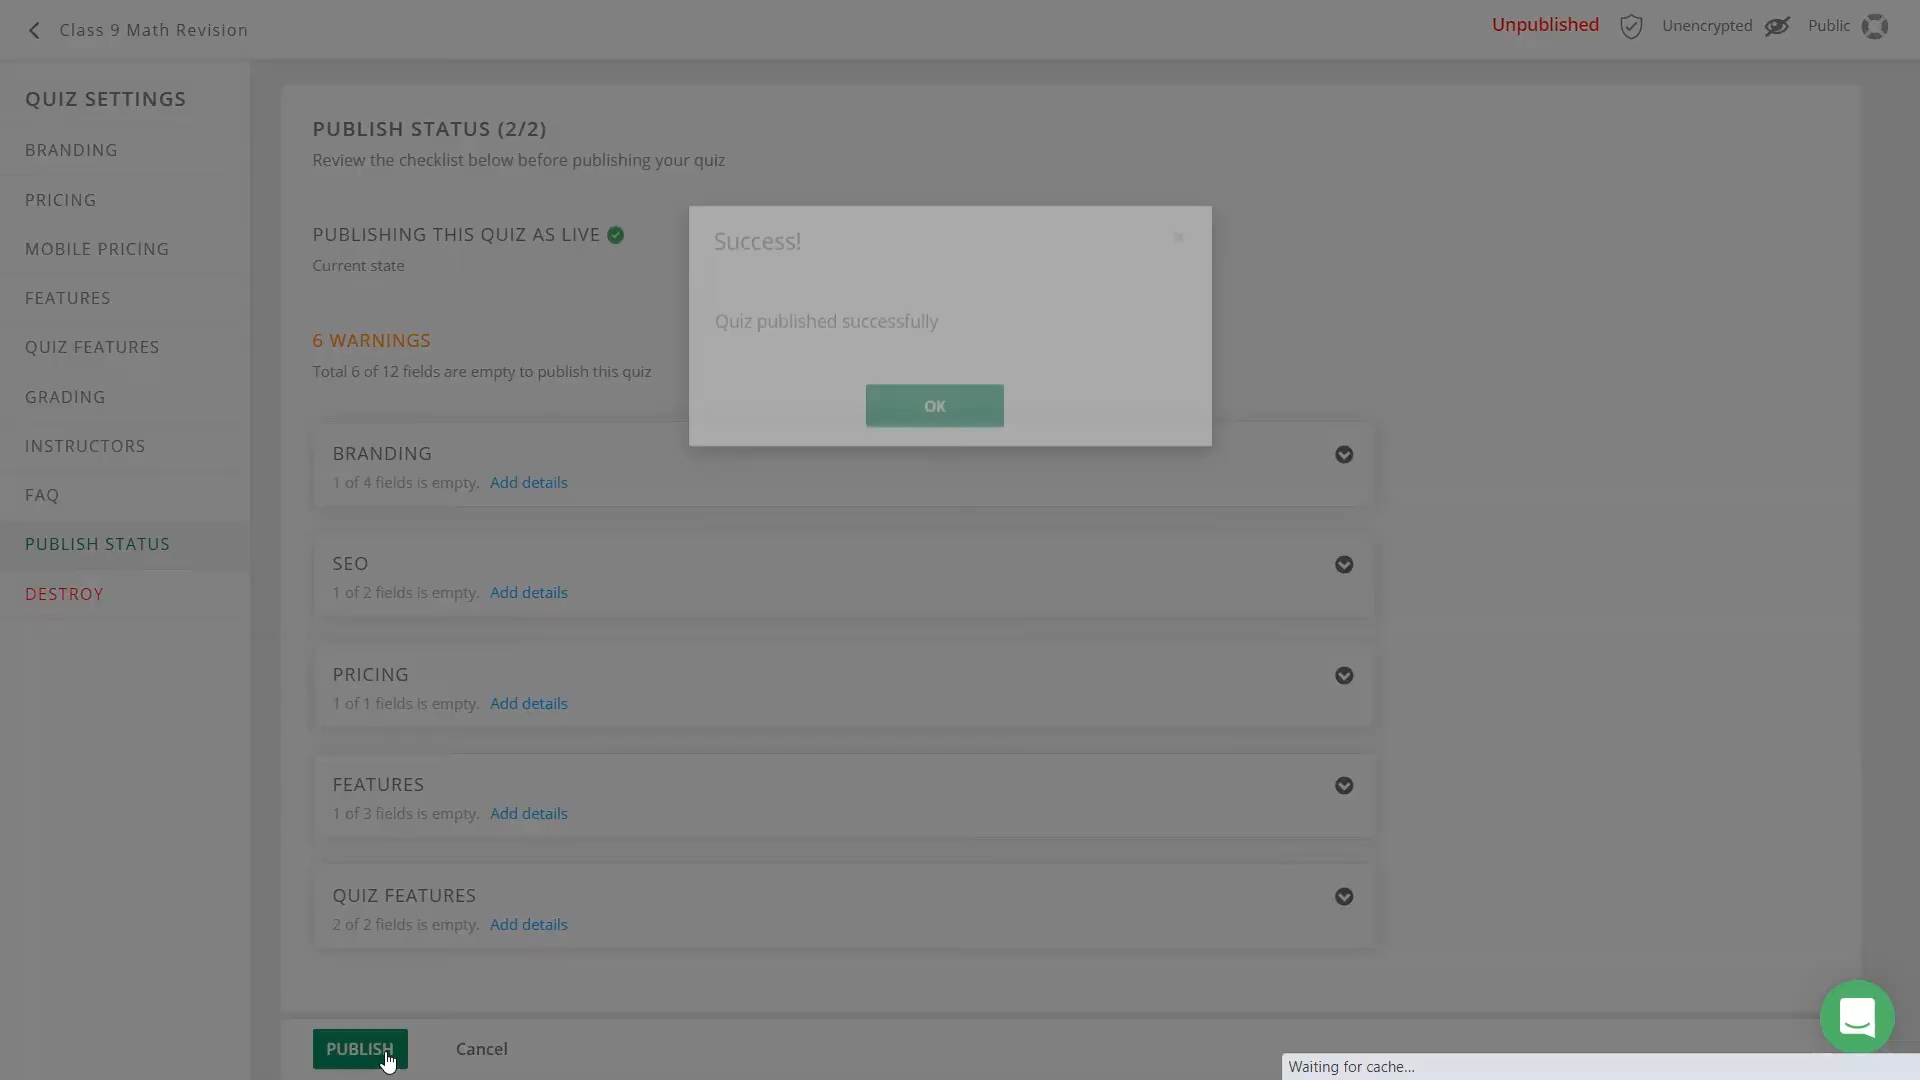 Class 9 Math Revision
Unpublished
Unencrypted
Public
QUIZ SETTINGS
BRANDING
PRICING
MOBILE PRICING
FEATURES
QUIZ FEATURES
GRADING
INSTRUCTORS
FAQ
PUBLISH STATUS
DESTROY
PUBLISH STATUS (2/2)
Review the checklist below before publishing your quiz
PUBLISHING THIS QUIZ AS LIVE
Current state
6 WARNINGS
Total 6 of 12 fields are empty to publish this quiz
Success!
Quiz published successfully
OK
BRANDING
1 of 4 fields is empty. Add details
SEO
1 of 2 fields is empty. Add details
PRICING
1 of 1 fields is empty. Add details
FEATURES
1 of 3 fields is empty. Add details
QUIZ FEATURES
2 of 2 fields is empty. Add details
PUBLISH
Cancel
Waiting for cache...